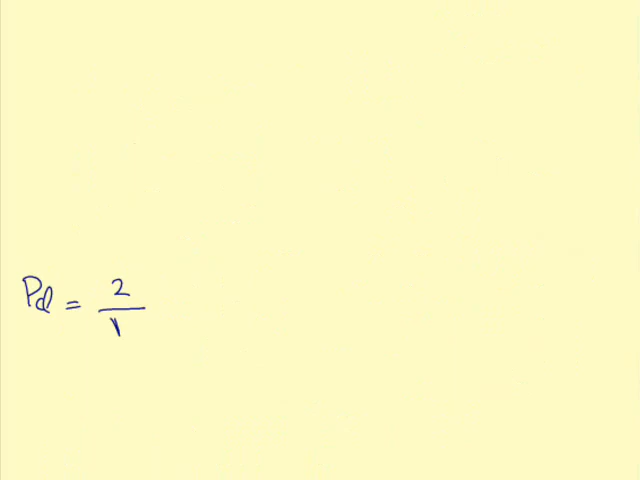 Pd = 2/1